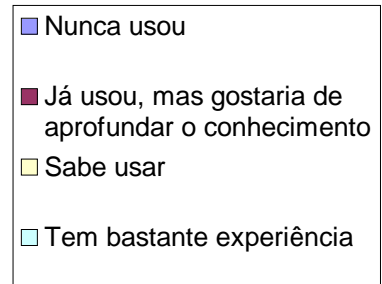 Nunca usou
Já usou, mas gostaria de
aprofundar o conhecimento
Sabe usar
Tem bastante experiência